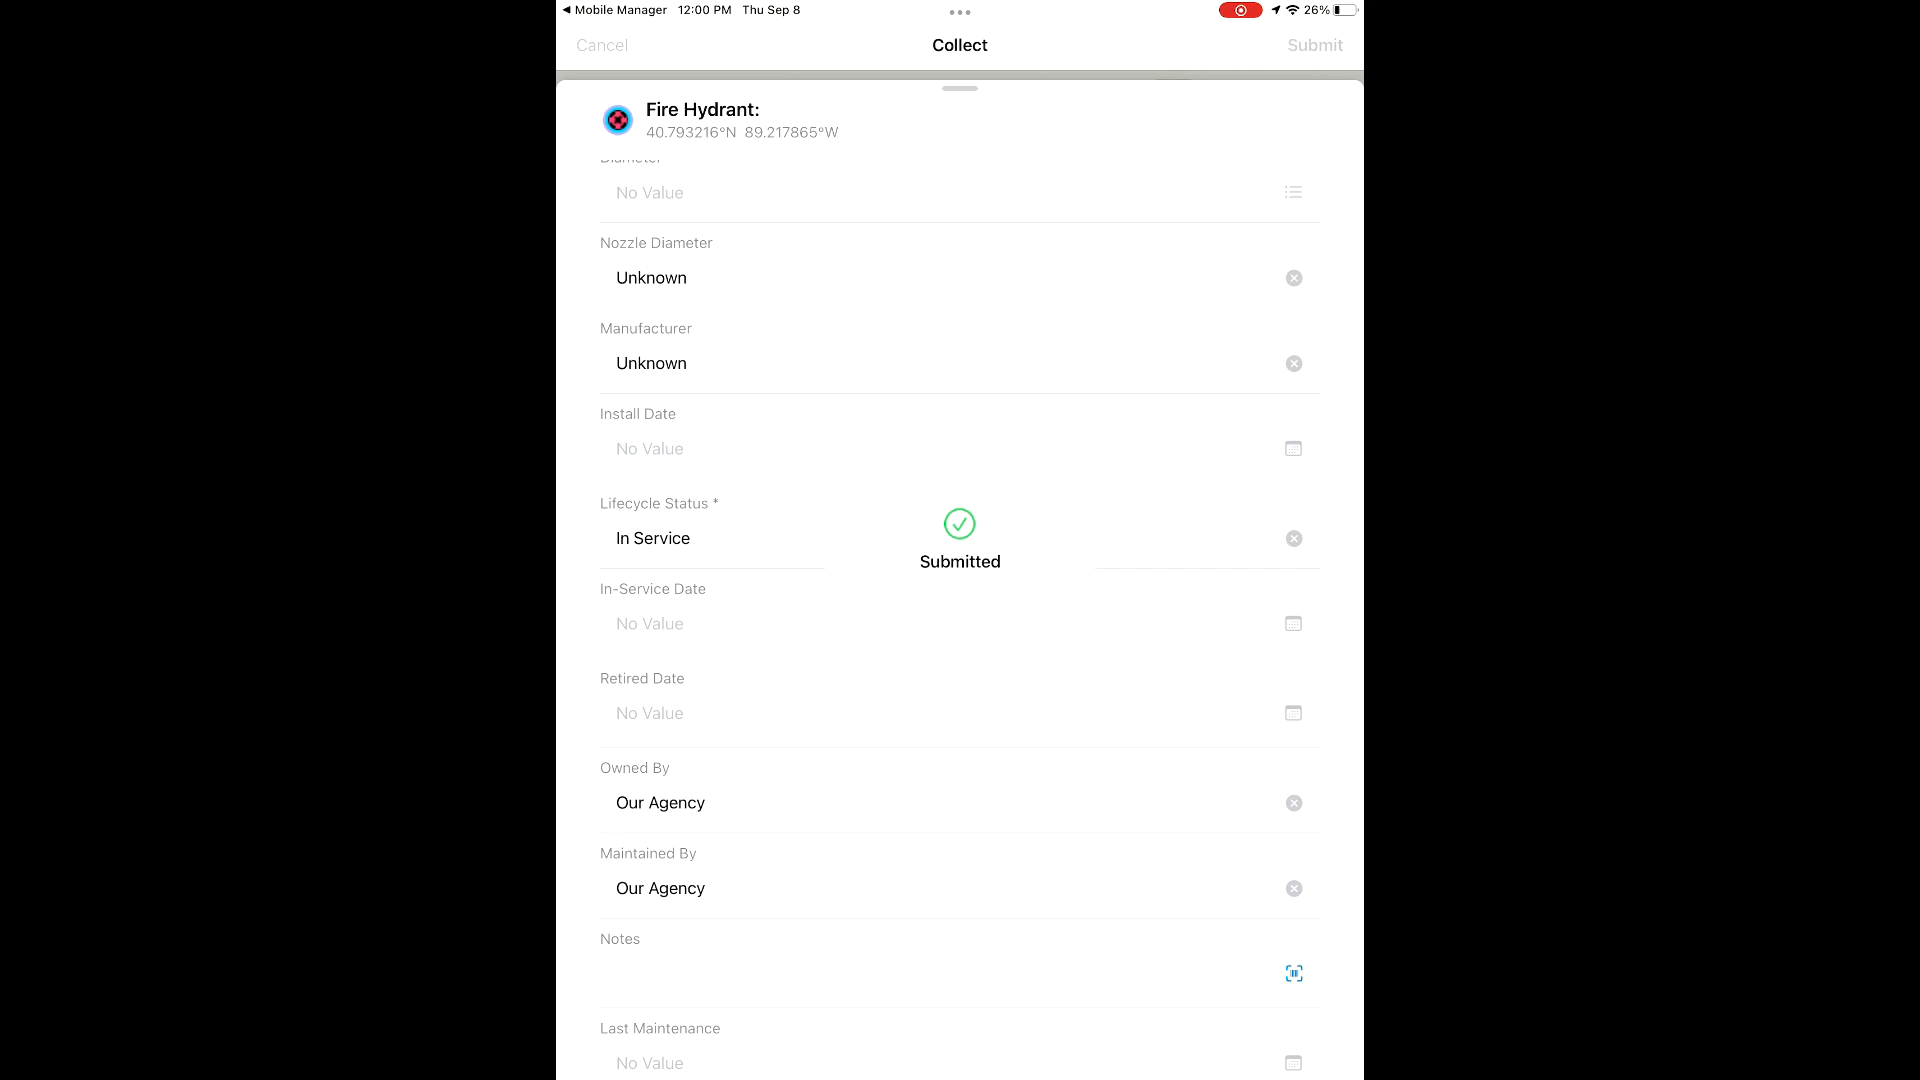 ◀ Mobile Manager 12:00 PM Thu Sep 8
26%
Cancel
Collect
Submit
Fire Hydrant:
40.793216°N 89.217865°W
Diameter
No Value
Nozzle Diameter
Unknown
Manufacturer
Unknown
Install Date
No Value
Lifecycle Status *
In Service
Submitted
In-Service Date
No Value
Retired Date
No Value
Owned By
Our Agency
Maintained By
Our Agency
Notes
Last Maintenance
No Value